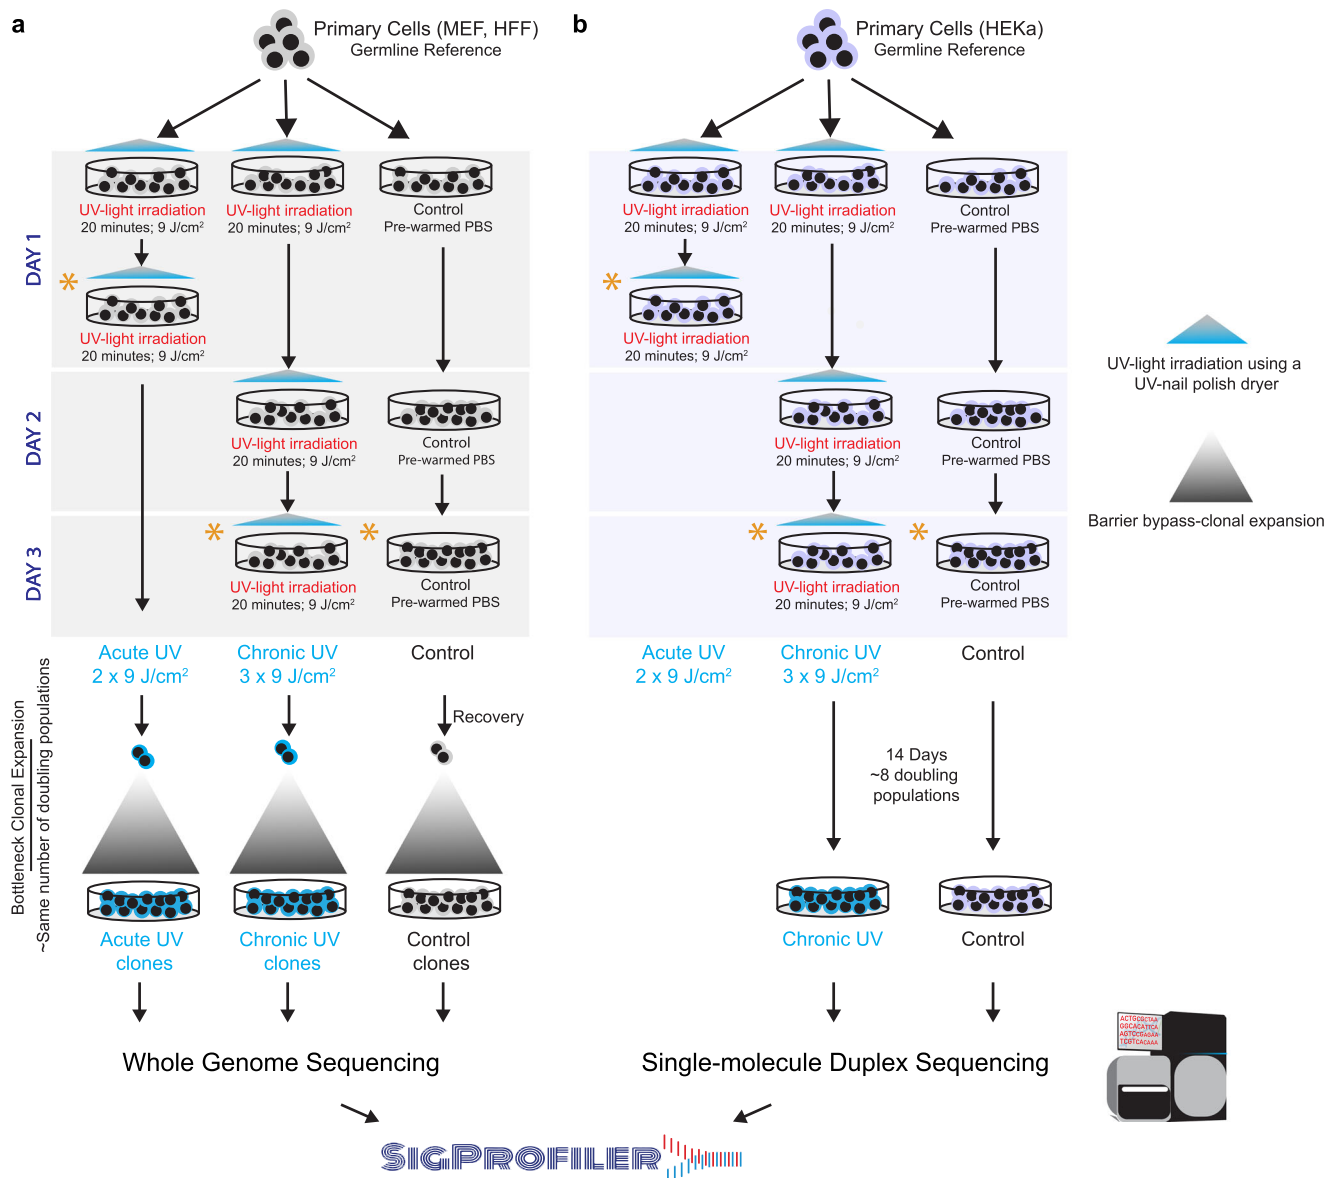 a
Primary Cells (MEF, HFF)
Germline Reference
b
Primary Cells (HEKa)
Germline Reference
DAY 1
UV-light irradiation
20 minutes; 9 J/cm²
UV-light irradiation
20 minutes; 9 J/cm²
Control
Pre-warmed PBS
*
UV-light irradiation
20 minutes; 9 J/cm²
DAY 2
UV-light irradiation
20 minutes; 9 J/cm²
Control
Pre-warmed PBS
DAY 3
*
UV-light irradiation
20 minutes; 9 J/cm²
*
Control
Pre-warmed PBS
Acute UV
2 x 9 J/cm²
Chronic UV
3 x 9 J/cm²
Control
Recovery
Bottleneck Clonal Expansion
~Same number of doubling populations
Acute UV
clones
Chronic UV
clones
Control
clones
Whole Genome Sequencing
UV-light irradiation
20 minutes; 9 J/cm²
UV-light irradiation
20 minutes; 9 J/cm²
Control
Pre-warmed PBS
*
UV-light irradiation
20 minutes; 9 J/cm²
UV-light irradiation
20 minutes; 9 J/cm²
Control
Pre-warmed PBS
*
UV-light irradiation
20 minutes; 9 J/cm²
*
Control
Pre-warmed PBS
Acute UV
2 x 9 J/cm²
Chronic UV
3 x 9 J/cm²
Control
14 Days
~8 doubling
populations
Chronic UV
Control
Single-molecule Duplex Sequencing
UV-light irradiation using a
UV-nail polish dryer
Barrier bypass-clonal expansion
ACTGCGCTAA
GGCACATTCA
AGTCCGAGAA
TCGTCACAAA
SIGPROFILER